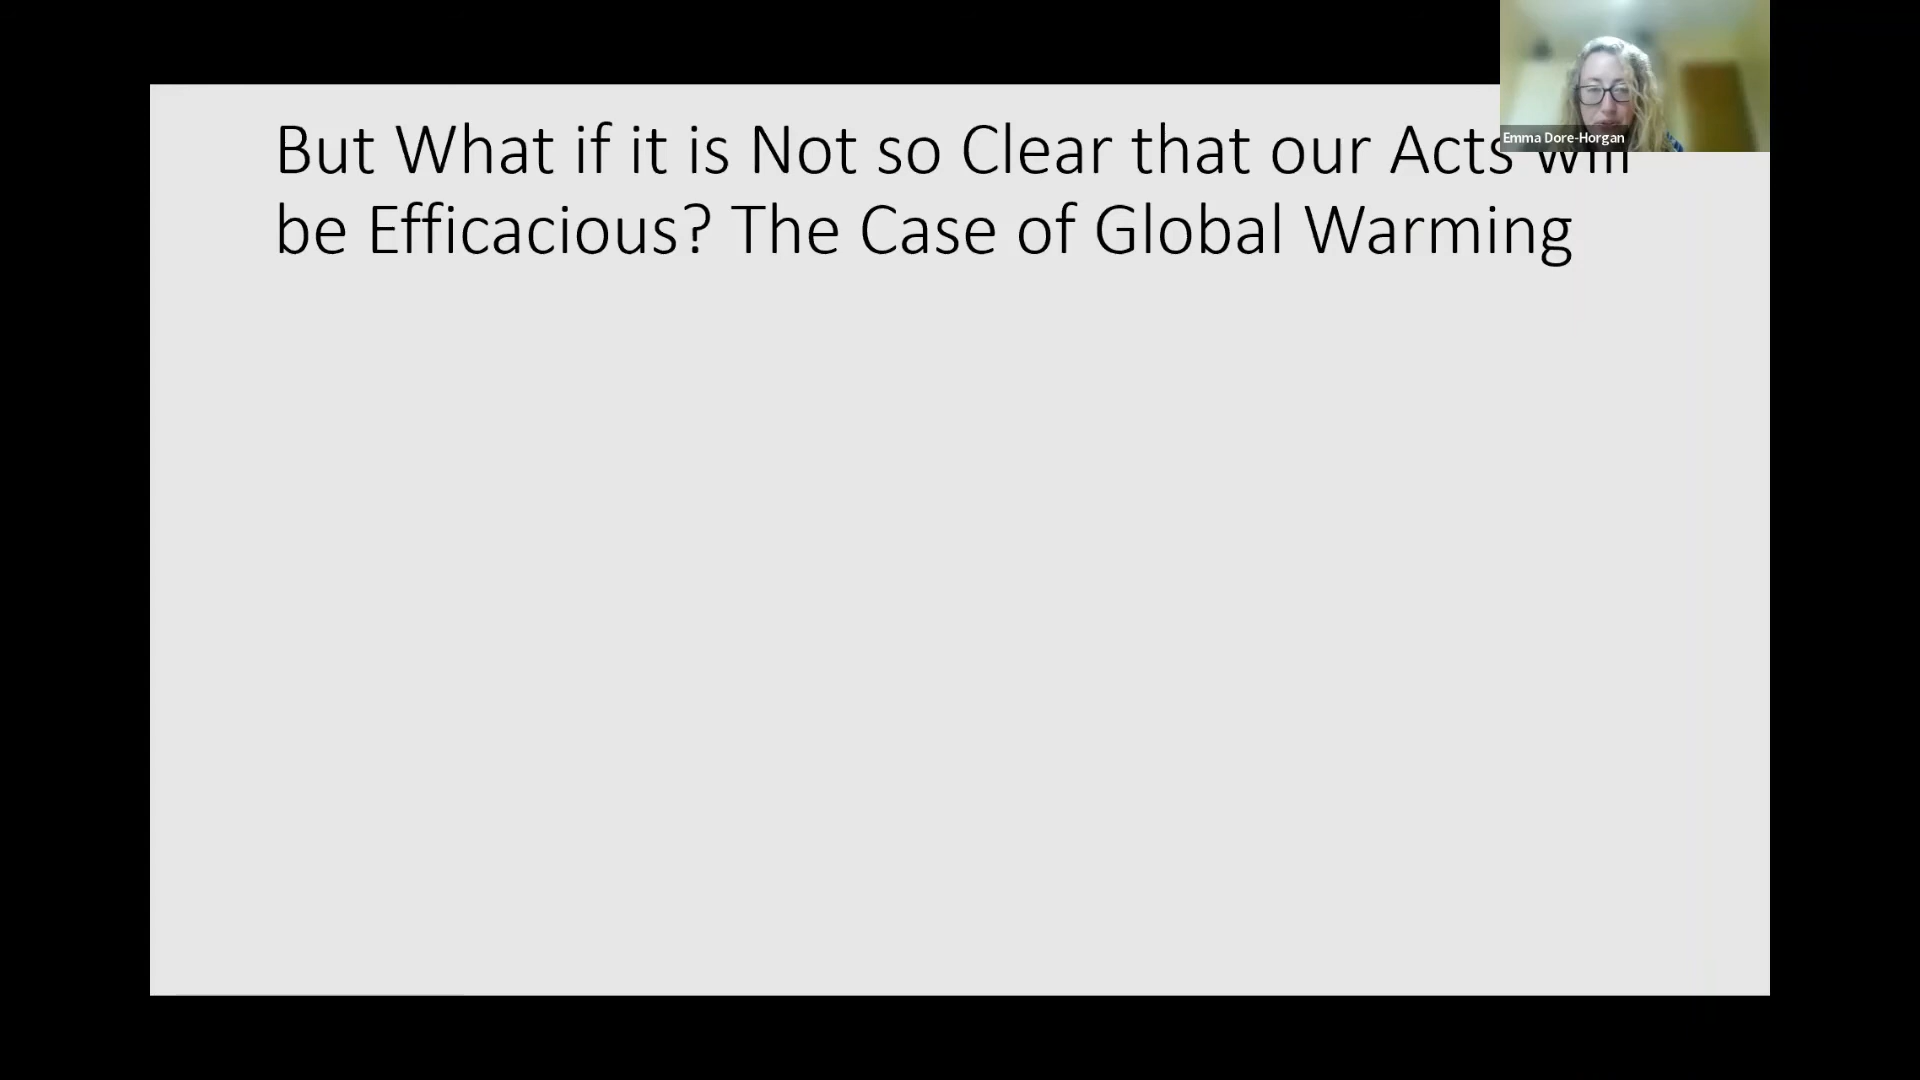 But What if it is Not so Clear that our Acts will
be Efficacious? The Case of Global Warming
Emma Dore-Horgan